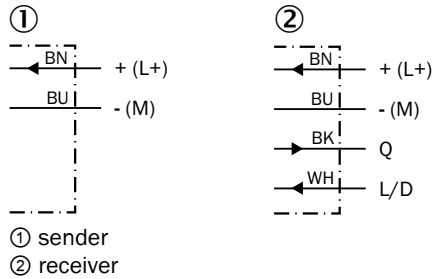 ① ②
BN + (L+) BN + (L+)
BU - (M) BU - (M)
BK Q
WH L/D
① sender
② receiver